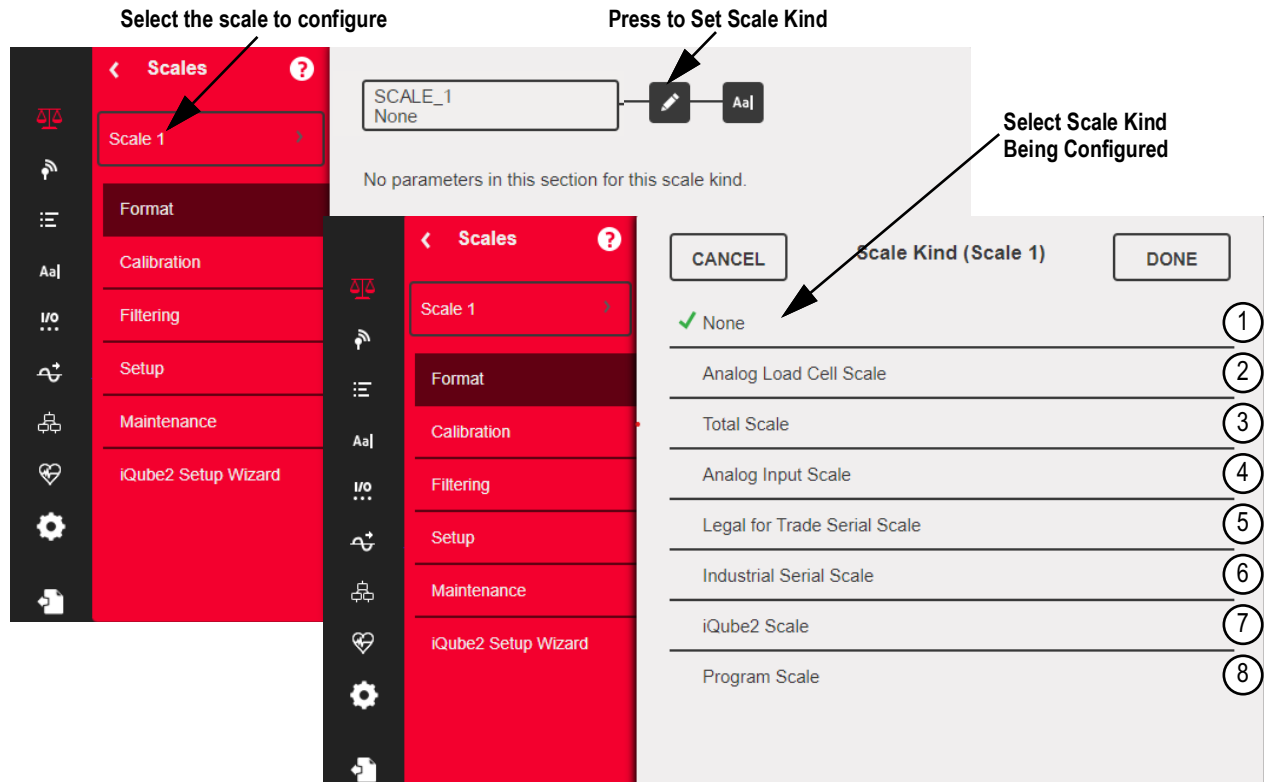 Select the scale to configure
Press to Set Scale Kind
Scales
?
SCALE_1
None
Aa
Scale 1
Select Scale Kind
Being Configured
No parameters in this section for this scale kind.
Format
Calibration
Filtering
Setup
Maintenance
iQube2 Setup Wizard
Aa
I/O
Scales
?
Scale 1
Format
Calibration
Filtering
Setup
Maintenance
iQube2 Setup Wizard
Aa
I/O
CANCEL
Scale Kind (Scale 1)
DONE
None
1
Analog Load Cell Scale
2
Total Scale
3
Analog Input Scale
4
Legal for Trade Serial Scale
5
Industrial Serial Scale
6
iQube2 Scale
7
Program Scale
8